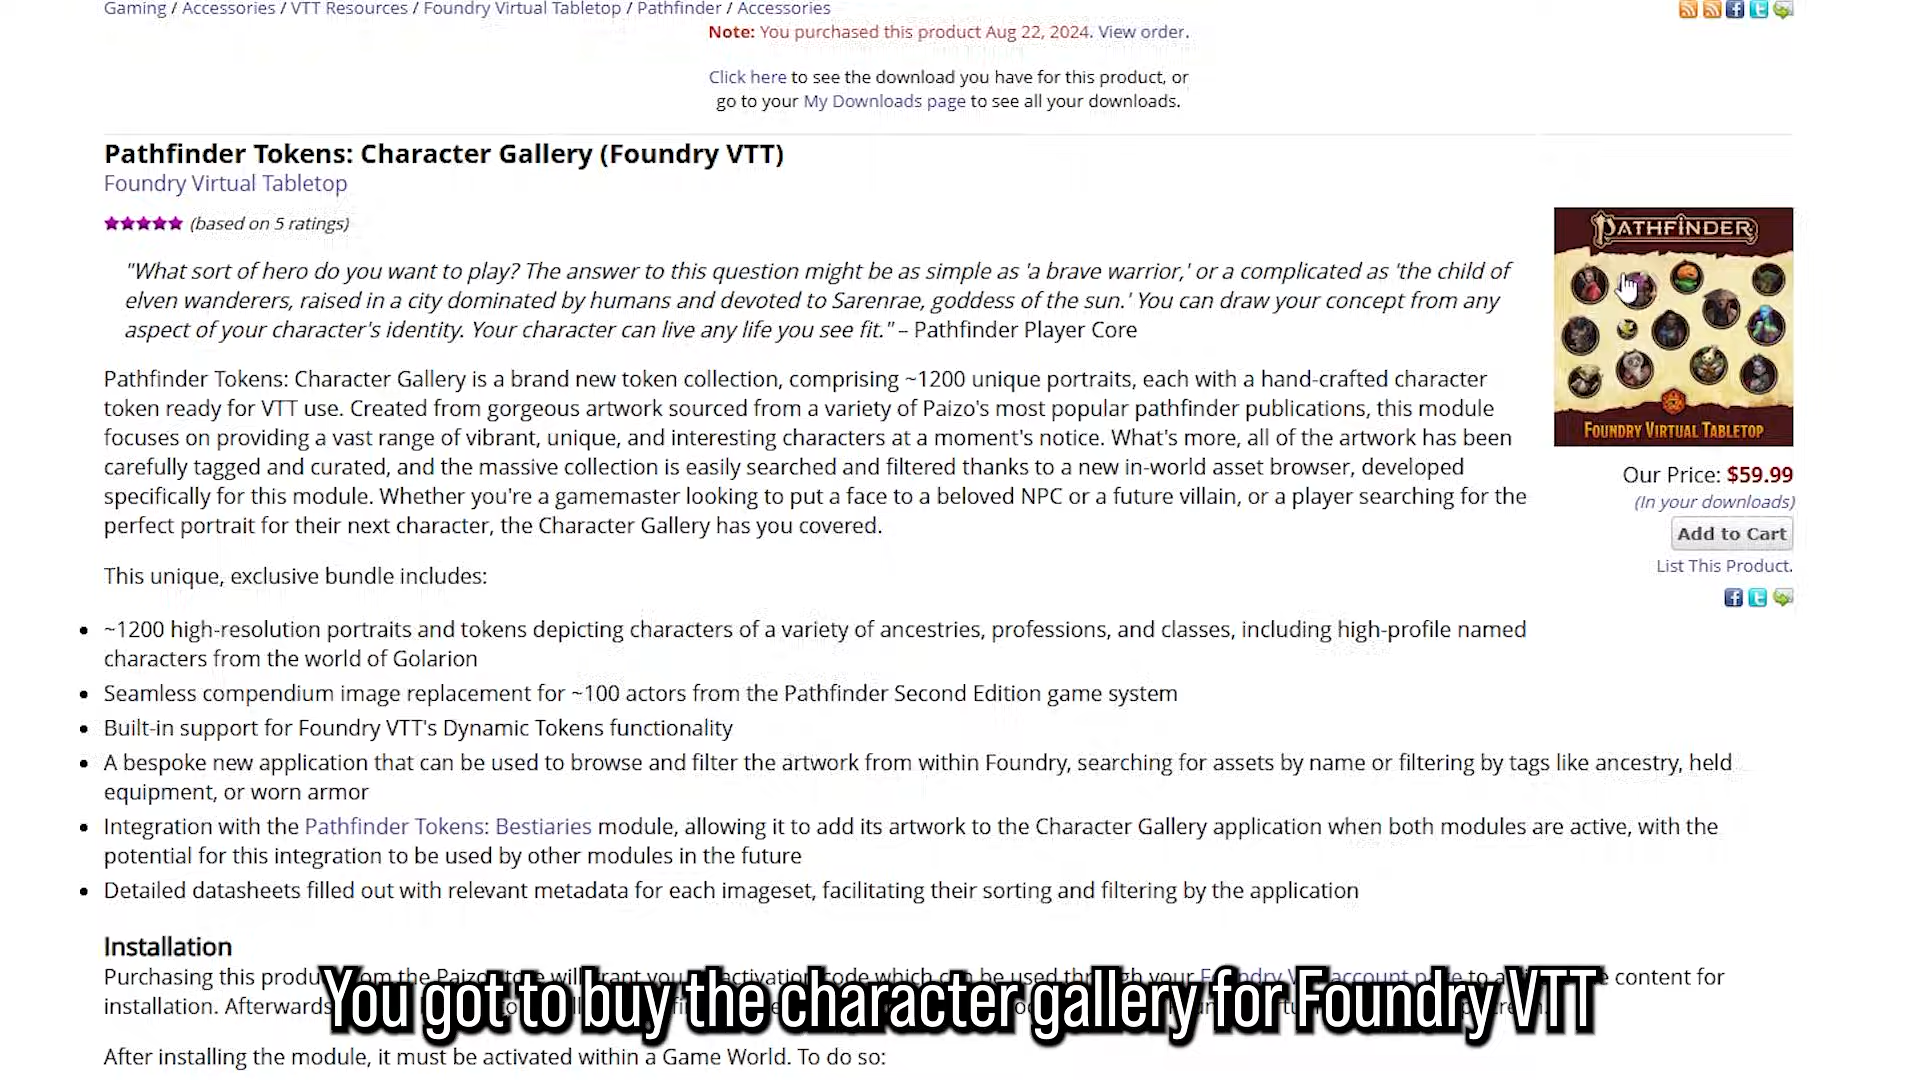 Gaming / Accessories / VTT Resources / Foundry Virtual Tabletop / Pathfinder / Accessories
Note: You purchased this product Aug 22, 2024. View order.
Click here to see the download you have for this product, or
go to your My Downloads page to see all your downloads.
Pathfinder Tokens: Character Gallery (Foundry VTT)
Foundry Virtual Tabletop
(based on 5 ratings)
"What sort of hero do you want to play? The answer to this question might be as simple as 'a brave warrior,' or a complicated as 'the child of
elven wanderers, raised in a city dominated by humans and devoted to Sarenrae, goddess of the sun.' You can draw your concept from any
aspect of your character's identity. Your character can live any life you see fit." – Pathfinder Player Core
Pathfinder Tokens: Character Gallery is a brand new token collection, comprising ~1200 unique portraits, each with a hand-crafted character
token ready for VTT use. Created from gorgeous artwork sourced from a variety of Paizo's most popular pathfinder publications, this module
focuses on providing a vast range of vibrant, unique, and interesting characters at a moment's notice. What's more, all of the artwork has been
carefully tagged and curated, and the massive collection is easily searched and filtered thanks to a new in-world asset browser, developed
specifically for this module. Whether you're a gamemaster looking to put a face to a beloved NPC or a future villain, or a player searching for the
perfect portrait for their next character, the Character Gallery has you covered.
PATHFINDER
FOUNDRY VIRTUAL TABLETOP
Our Price: $59.99
(In your downloads)
Add to Cart
List This Product.
This unique, exclusive bundle includes:
~1200 high-resolution portraits and tokens depicting characters of a variety of ancestries, professions, and classes, including high-profile named
characters from the world of Golarion
Seamless compendium image replacement for ~100 actors from the Pathfinder Second Edition game system
Built-in support for Foundry VTT's Dynamic Tokens functionality
A bespoke new application that can be used to browse and filter the artwork from within Foundry, searching for assets by name or filtering by tags like ancestry, held
equipment, or worn armor
Integration with the Pathfinder Tokens: Bestiaries module, allowing it to add its artwork to the Character Gallery application when both modules are active, with the
potential for this integration to be used by other modules in the future
Detailed datasheets filled out with relevant metadata for each imageset, facilitating their sorting and filtering by the application
Installation
Purchasing this content for
installation. Afterwards
You got to buy the character gallery for Foundry VTT
After installing the module, it must be activated within a Game World. To do so: